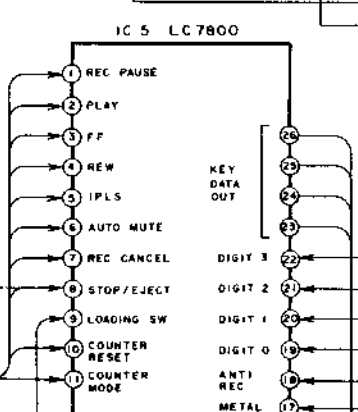 IC 5 LC7800
1 REC PAUSE
2 PLAY
3 FF
4 REW
5 IPLS
6 AUTO MUTE
7 REC CANCEL
8 STOP/EJECT
9 LOADING SW
10 COUNTER
RESET
11 COUNTER
MODE
26
KEY 25
DATA
OUT 24
23
DIGIT 3 22
DIGIT 2 21
DIGIT 1 20
DIGIT 0 19
ANTI
REC 18
METAL 17